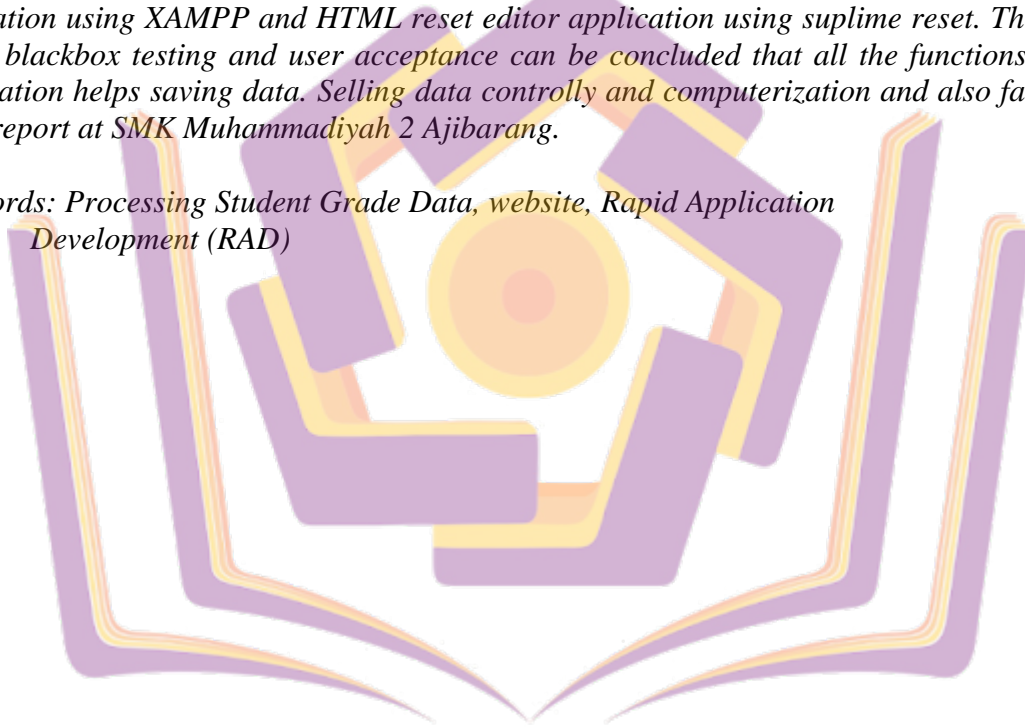 ation using XAMPP and HTML reset editor application using suplime reset. Th
blackbox testing and user acceptance can be concluded that all the functions
ation helps saving data. Selling data controlly and computerization and also fa
report at SMK Muhammadiyah 2 Ajibarang.
ords: Processing Student Grade Data, website, Rapid Application
Development (RAD)